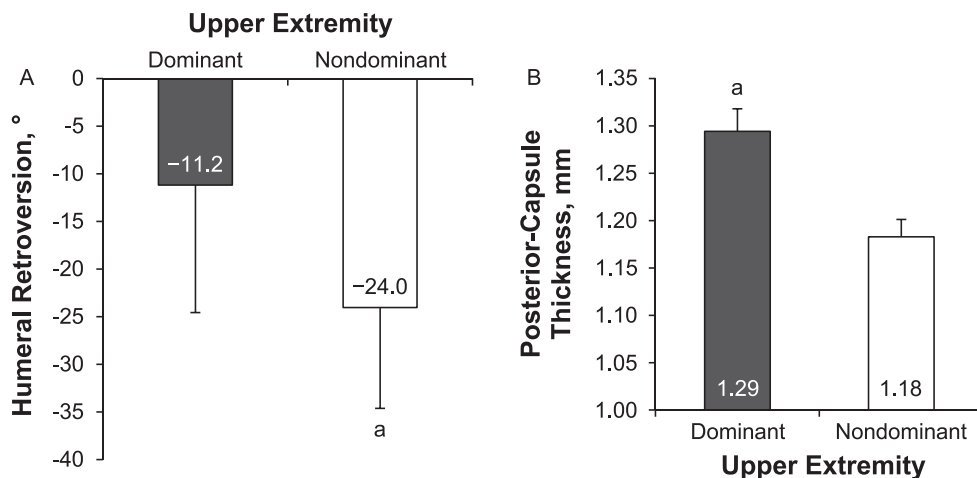 Upper Extremity
Dominant Nondominant
A
Humeral Retroversion, °
0
-5
-10
-15
-20
-25
-30
-35
-40
−11.2
−24.0
a
B
Posterior-Capsule
Thickness, mm
1.35
1.30
1.25
1.20
1.15
1.10
1.05
1.00
a
1.29
1.18
Dominant Nondominant
Upper Extremity